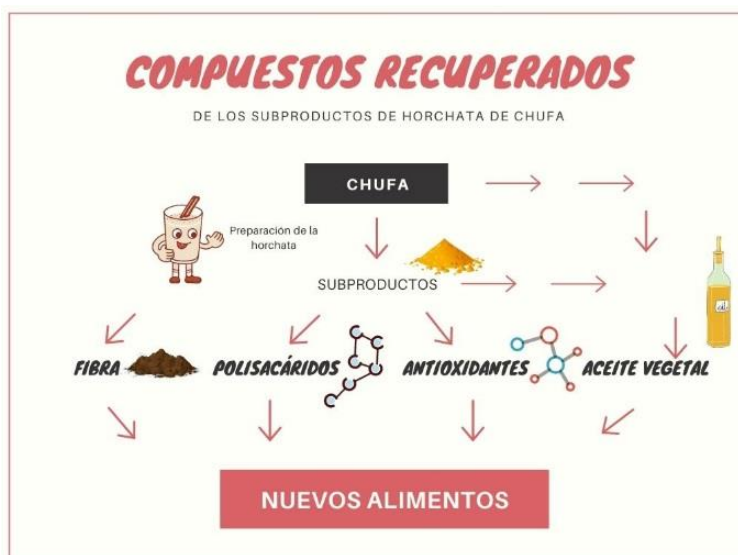 COMPUESTOS RECUPERADOS
DE LOS SUBPRODUCTOS DE HORCHATA DE CHUFA
CHUFA
Preparación de la
horchata
SUBPRODUCTOS
FIBRA
POLISACÁRIDOS
ANTIOXIDANTES
ACEITE VEGETAL
NUEVOS ALIMENTOS